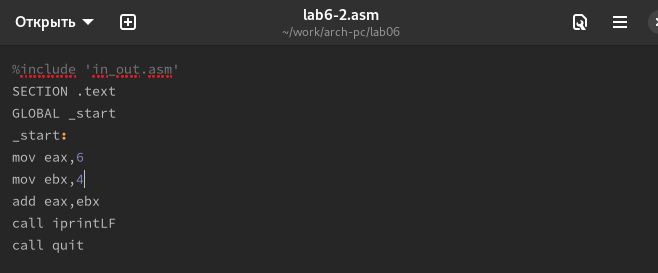 Открыть
lab6-2.asm
~/work/arch-pc/lab06
%include 'in_out.asm'
SECTION .text
GLOBAL _start
_start:
mov eax,6
mov ebx,4
add eax,ebx
call iprintLF
call quit